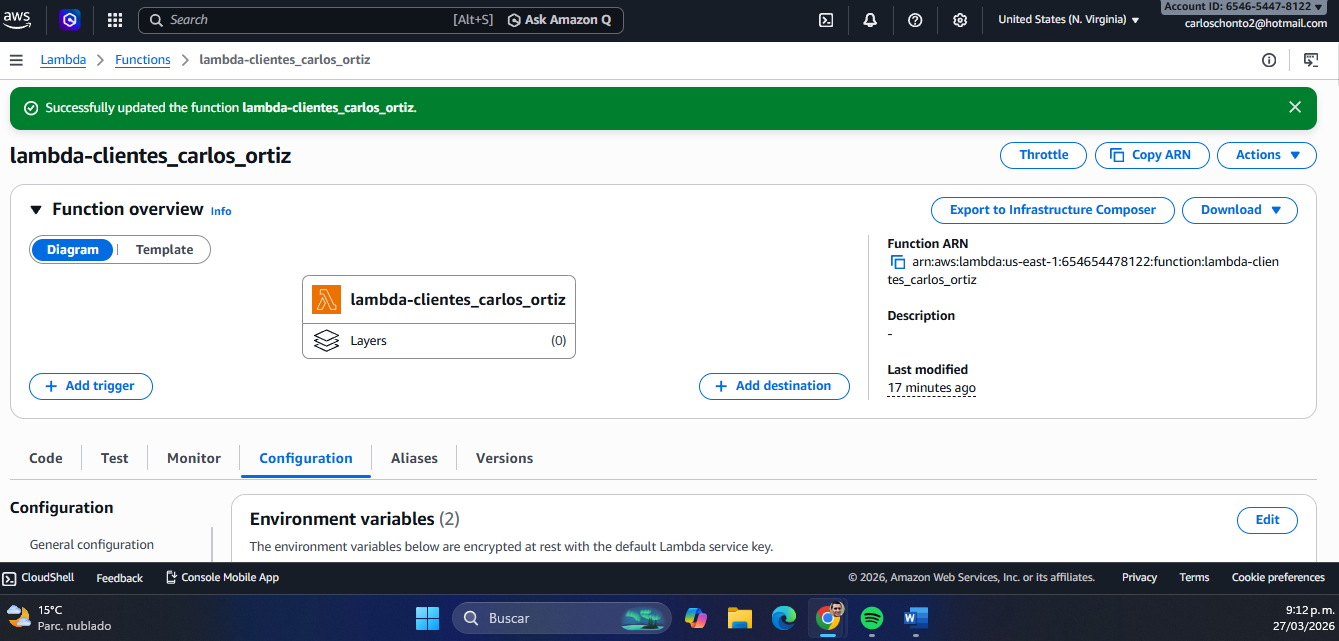 aws
Search [Alt+S] Ask Amazon Q
United States (N. Virginia)
Account ID: 6546-5447-8122
carloschonto2@hotmail.com
Lambda > Functions > lambda-clientes_carlos_ortiz
Successfully updated the function lambda-clientes_carlos_ortiz.
lambda-clientes_carlos_ortiz
Throttle Copy ARN Actions
Function overview Info
Export to Infrastructure Composer Download
Diagram Template
lambda-clientes_carlos_ortiz
Layers (0)
+ Add trigger
+ Add destination
Function ARN
arn:aws:lambda:us-east-1:654654478122:function:lambda-clien
tes_carlos_ortiz
Description
-
Last modified
17 minutes ago
Code Test Monitor Configuration Aliases Versions
Configuration
General configuration
Environment variables (2)
Edit
The environment variables below are encrypted at rest with the default Lambda service key.
CloudShell Feedback Console Mobile App
© 2026, Amazon Web Services, Inc. or its affiliates. Privacy Terms Cookie preferences
15°C
Parc. nublado
Buscar
9:12 p. m.
27/03/2026